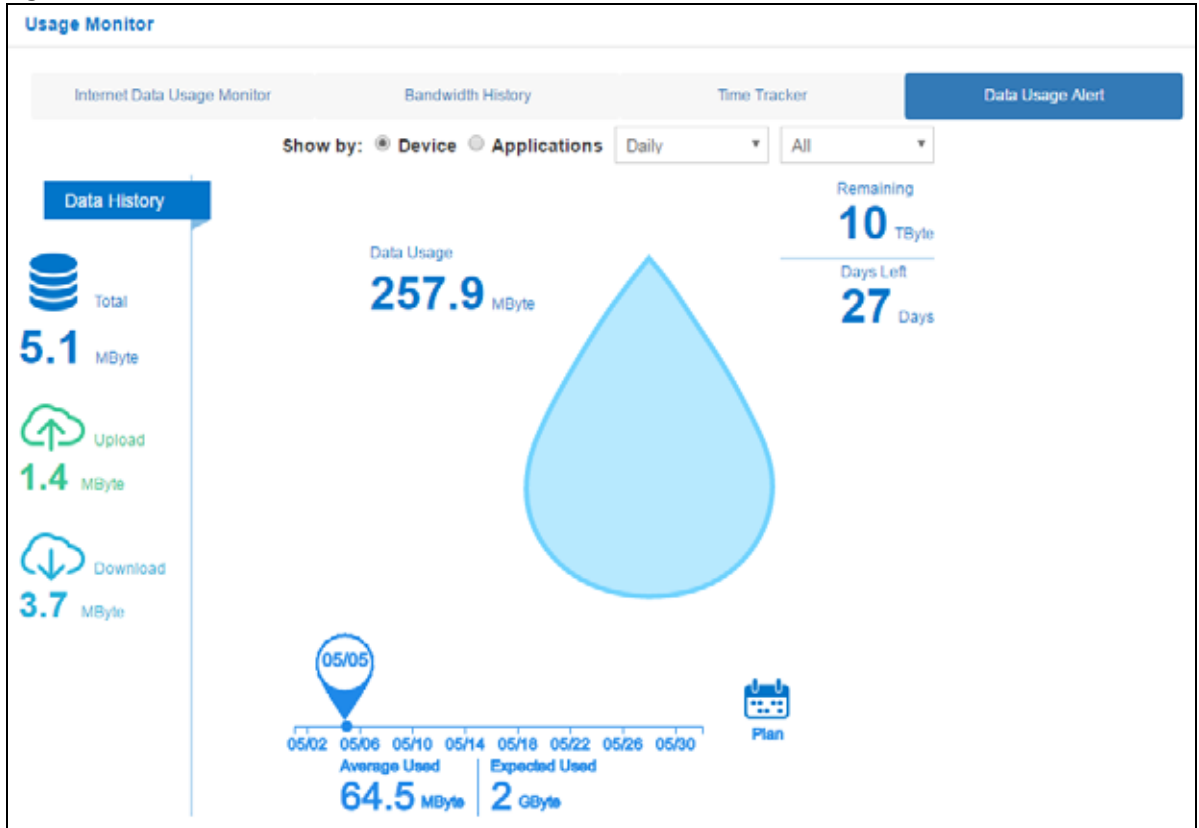 Usage Monitor
Internet Data Usage Monitor Bandwidth History Time Tracker Data Usage Alert
Show by: Device Applications Daily All
Data History
Total
5.1 MByte
Upload
1.4 MByte
Download
3.7 MByte
Data Usage
257.9 MByte
Remaining
10 TByte
Days Left
27 Days
05/05
05/02 05/06 05/10 05/14 05/18 05/22 05/26 05/30
Average Used
64.5 MByte
Expected Used
2 GByte
Plan